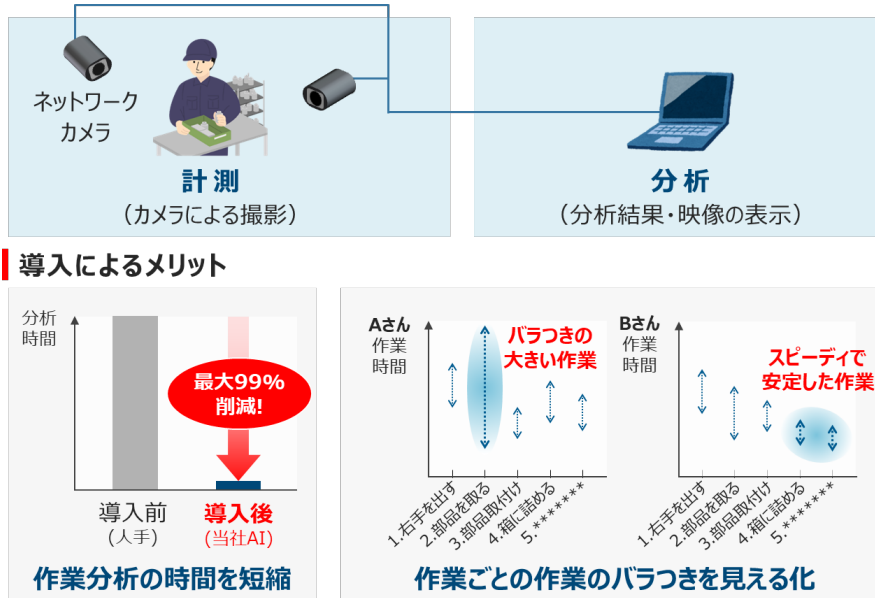 ネットワーク
カメラ
計測
（カメラによる撮影）
分析
（分析結果・映像の表示）
導入によるメリット
分析
時間
最大99%
削減!
導入前
（人手）
導入後
（当社AI）
作業分析の時間を短縮
Aさん
作業
時間
バラつきの
大きい作業
1.右手を出す
2.部品を取る
3.部品取付け
4.箱に詰める
5.*******
Bさん
作業
時間
スピーディで
安定した作業
1.右手を出す
2.部品を取る
3.部品取付け
4.箱に詰める
5.*******
作業ごとの作業のバラつきを見える化